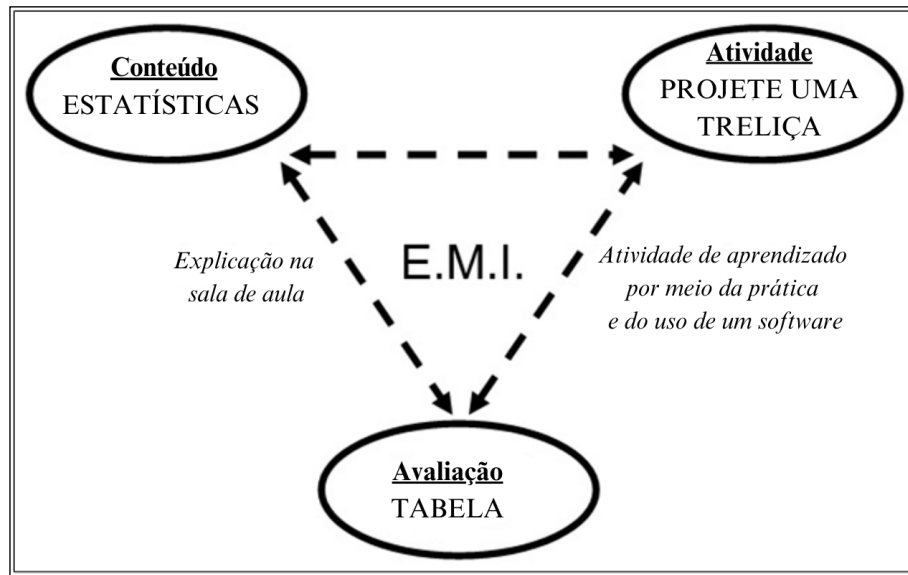 Conteúdo
ESTATÍSTICAS
Atividade
PROJETE UMA
TRELIÇA
Explicação na
sala de aula
E.M.I.
Atividade de aprendizado
por meio da prática
e do uso de um software
Avaliação
TABELA